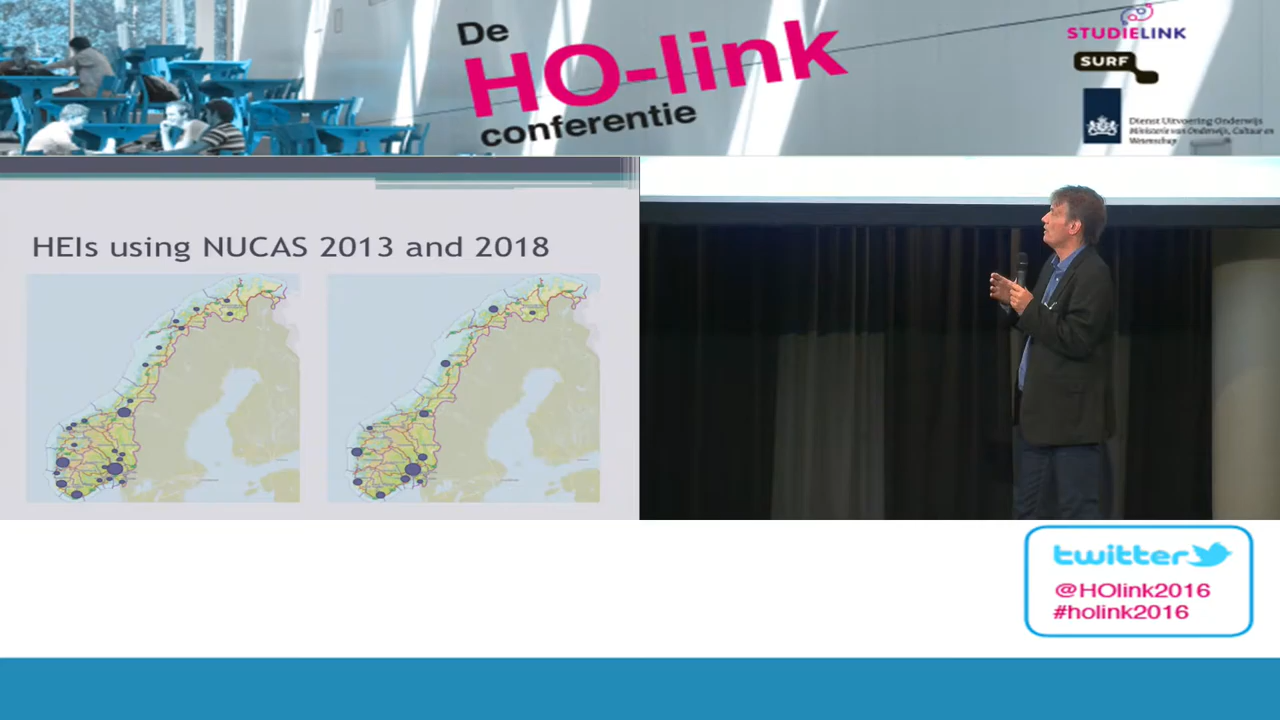 De
HO-link
conferentie
STUDIELINK
SURF
Dienst Uitvoering Onderwijs
Ministerie van Onderwijs, Cultuur en
Wetenschap
HEIs using NUCAS 2013 and 2018
twitter
@HOlink2016
#holink2016